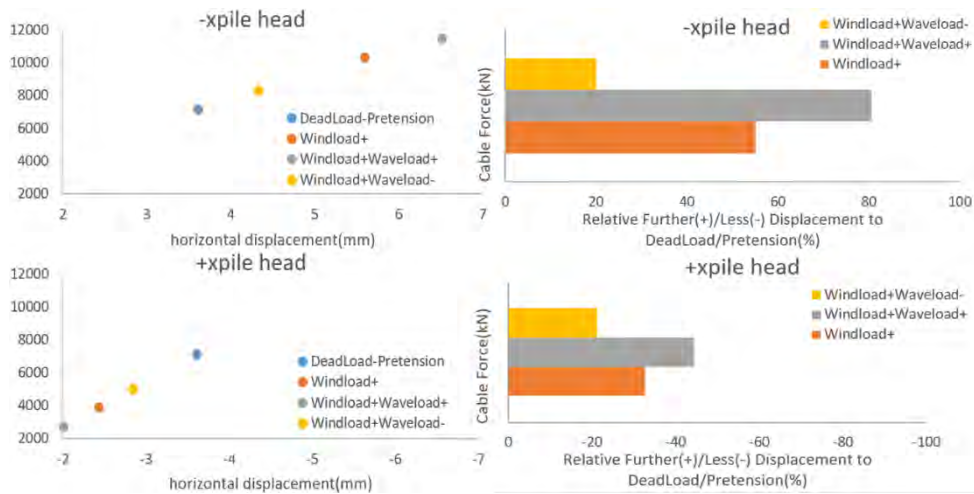 -xpile head
12000
10000
8000
6000
4000
2000
2
3
4
5
6
7
DeadLoad-Pretension
Windload+
Windload+Waveload+
Windload+Waveload-
horizontal displacement(mm)
-xpile head
Windload+Waveload-
Windload+Waveload+
Windload+
Cable Force(kN)
0
20
40
60
80
100
Relative Further(+)/Less(-) Displacement to
DeadLoad/Pretension(%)
+xpile head
12000
10000
8000
6000
4000
2000
-2
-3
-4
-5
-6
-7
DeadLoad-Pretension
Windload+
Windload+Waveload+
Windload+Waveload-
horizontal displacement(mm)
+xpile head
Windload+Waveload-
Windload+Waveload+
Windload+
Cable Force(kN)
0
-20
-40
-60
-80
-100
Relative Further(+)/Less(-) Displacement to
DeadLoad/Pretension(%)